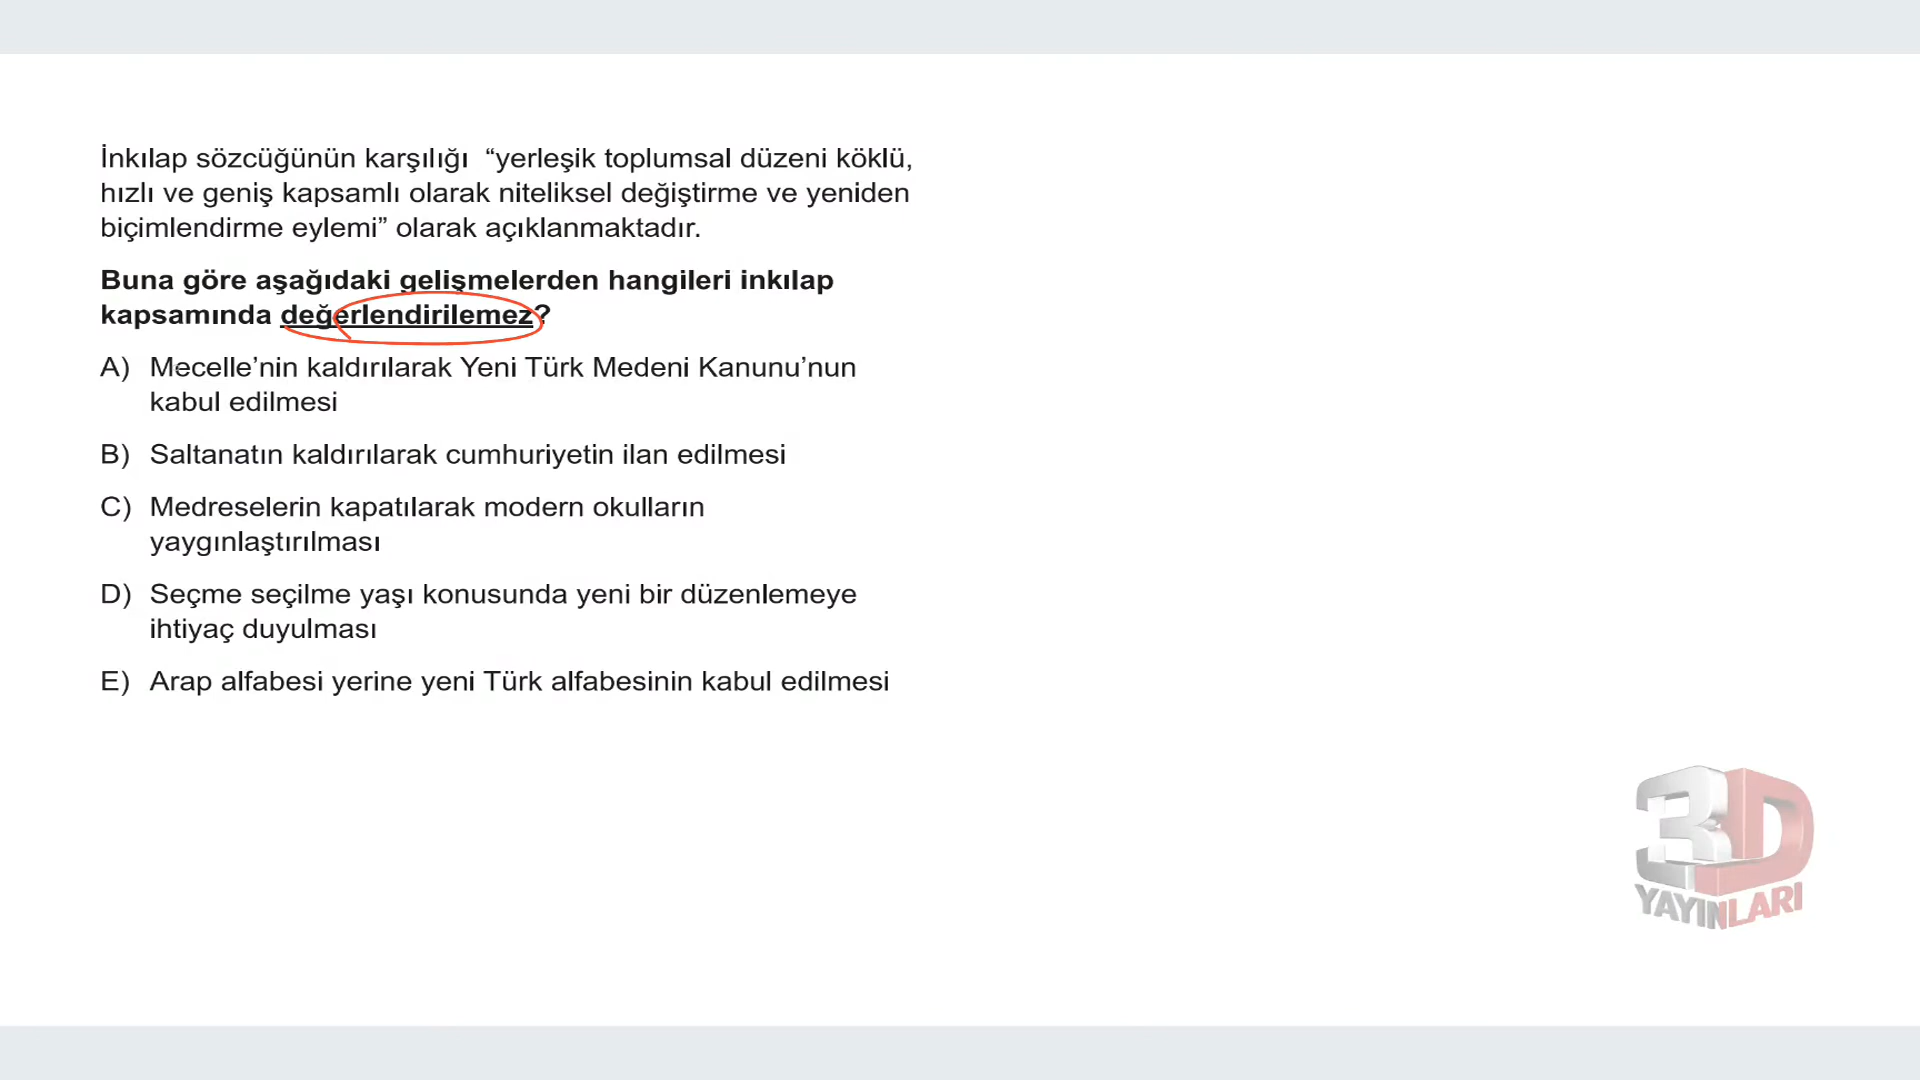 İnkılap sözcüğünün karşılığı “yerleşik toplumsal düzeni köklü,
hızlı ve geniş kapsamlı olarak niteliksel değiştirme ve yeniden
biçimlendirme eylemi” olarak açıklanmaktadır.
Buna göre aşağıdaki gelişmelerden hangileri inkılap
kapsamında değerlendirilemez?
A) Mecelle’nin kaldırılarak Yeni Türk Medeni Kanunu’nun
kabul edilmesi
B) Saltanatın kaldırılarak cumhuriyetin ilan edilmesi
C) Medreselerin kapatılarak modern okulların
yaygınlaştırılması
D) Seçme seçilme yaşı konusunda yeni bir düzenlemeye
ihtiyaç duyulması
E) Arap alfabesi yerine yeni Türk alfabesinin kabul edilmesi
3D
YAYINLARI